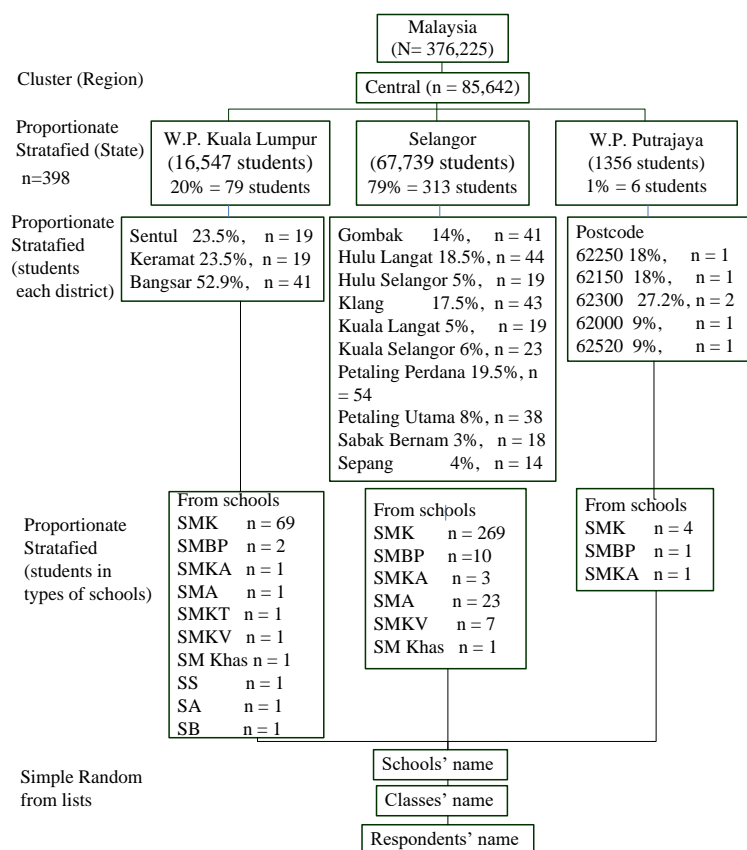 Malaysia
(N= 376,225)
Cluster (Region)
Central (n = 85,642)
Proportionate
Stratafied (State)
n=398
W.P. Kuala Lumpur
(16,547 students)
20% = 79 students
Selangor
(67,739 students)
79% = 313 students
W.P. Putrajaya
(1356 students)
1% = 6 students
Proportionate
Stratafied
(students
each district)
Sentul 23.5%, n = 19
Keramat 23.5%, n = 19
Bangsar 52.9%, n = 41
Gombak 14%, n = 41
Hulu Langat 18.5%, n = 44
Hulu Selangor 5%, n = 19
Klang 17.5%, n = 43
Kuala Langat 5%, n = 19
Kuala Selangor 6%, n = 23
Petaling Perdana 19.5%, n
= 54
Petaling Utama 8%, n = 38
Sabak Bernam 3%, n = 18
Sepang 4%, n = 14
Postcode
62250 18%, n = 1
62150 18%, n = 1
62300 27.2%, n = 2
62000 9%, n = 1
62520 9%, n = 1
Proportionate
Stratafied
(students in
types of schools)
From schools
SMK n = 69
SMBP n = 2
SMKA n = 1
SMA n = 1
SMKT n = 1
SMKV n = 1
SM Khas n = 1
SS n = 1
SA n = 1
SB n = 1
From schools
SMK n = 269
SMBP n =10
SMKA n = 3
SMA n = 23
SMKV n = 7
SM Khas n = 1
From schools
SMK n = 4
SMBP n = 1
SMKA n = 1
Simple Random
from lists
Schools' name
Classes' name
Respondents' name